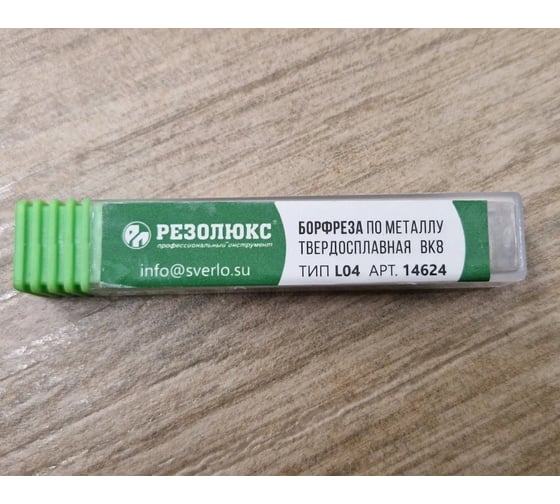 РЕЗОЛЮКС
профессиональный инструмент
info@sverlo.su
БОРФРЕЗА ПО МЕТАЛЛУ
ТВЕРДОСПЛАВНАЯ ВК8
ТИП L04 АРТ. 14624